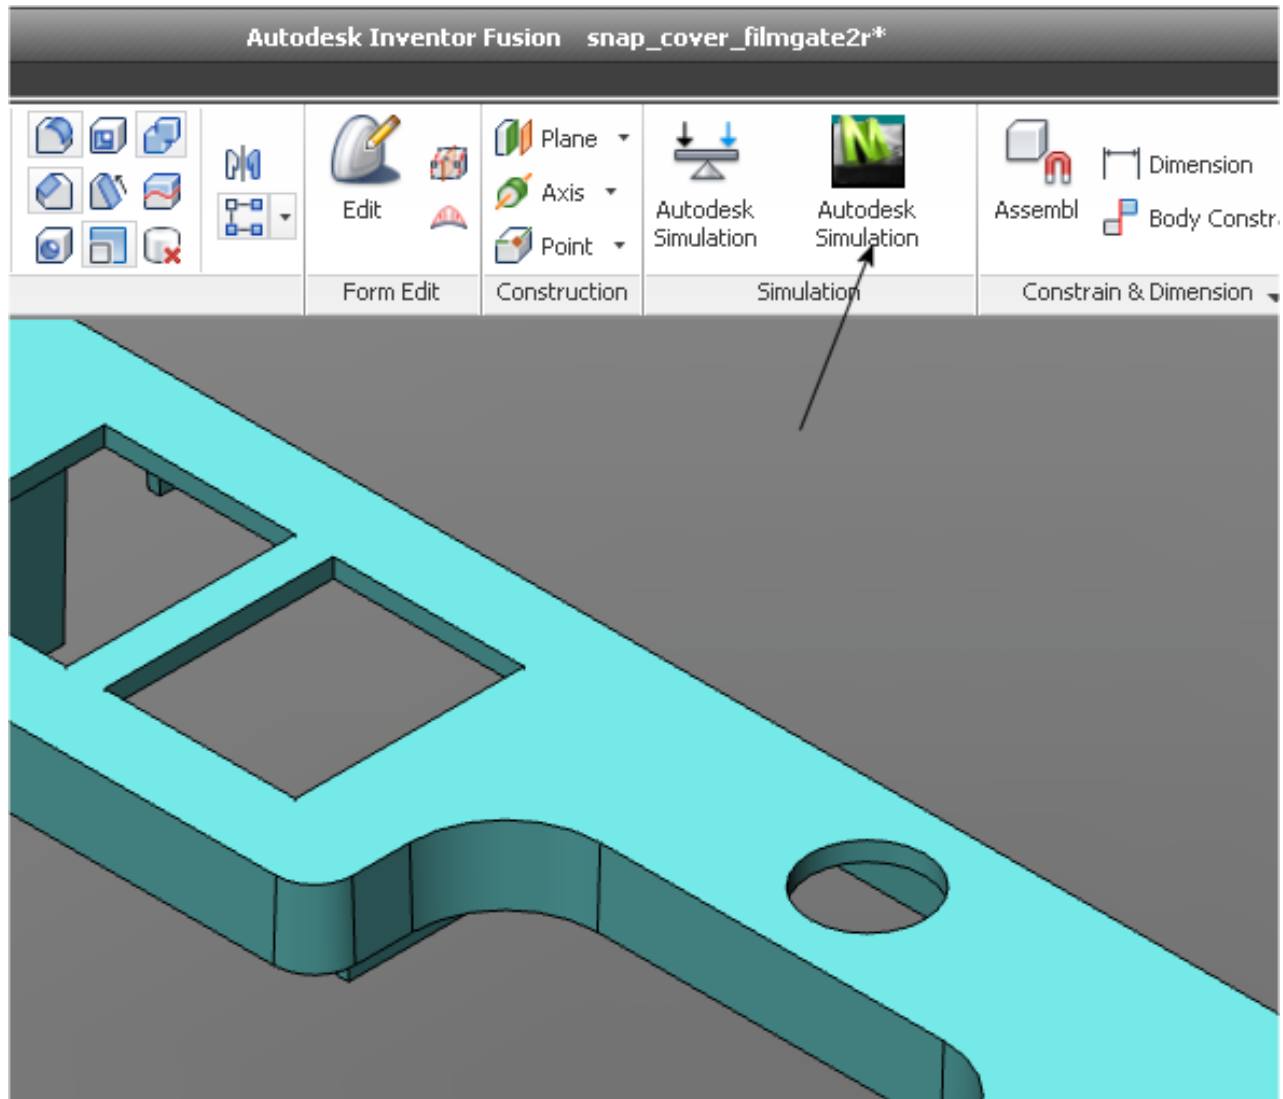 Autodesk Inventor Fusion snap_cover_filmgate2r*
Edit
Form Edit
Plane
Axis
Point
Construction
Autodesk
Simulation
Autodesk
Simulation
Simulation
Assembl
Dimension
Body Constra
Constrain & Dimension